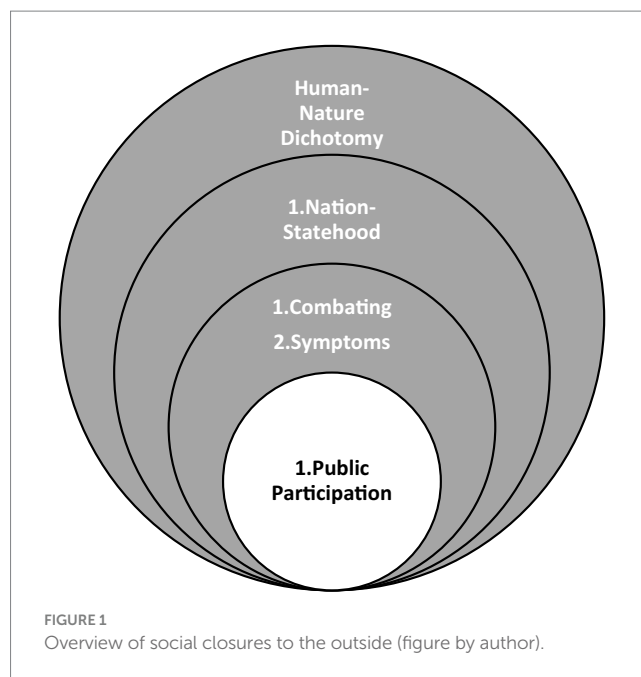 Human-
Nature
Dichotomy
1.Nation-
Statehood
1.Combating
2.Symptoms
1.Public
Participation
FIGURE 1
Overview of social closures to the outside (figure by author).